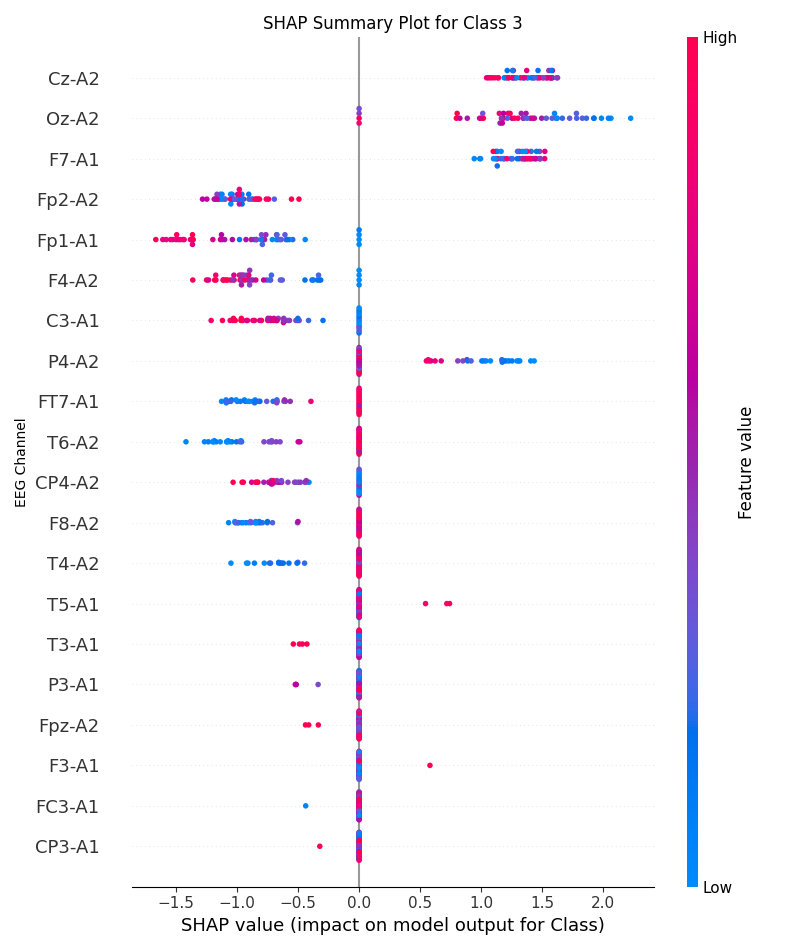 SHAP Summary Plot for Class 3
High
Cz-A2
Oz-A2
F7-A1
Fp2-A2
Fp1-A1
F4-A2
C3-A1
P4-A2
FT7-A1
T6-A2
CP4-A2
F8-A2
T4-A2
T5-A1
T3-A1
P3-A1
Fpz-A2
F3-A1
FC3-A1
CP3-A1
EEG Channel
Feature value
Low
−1.5 −1.0 −0.5 0.0 0.5 1.0 1.5 2.0
SHAP value (impact on model output for Class)